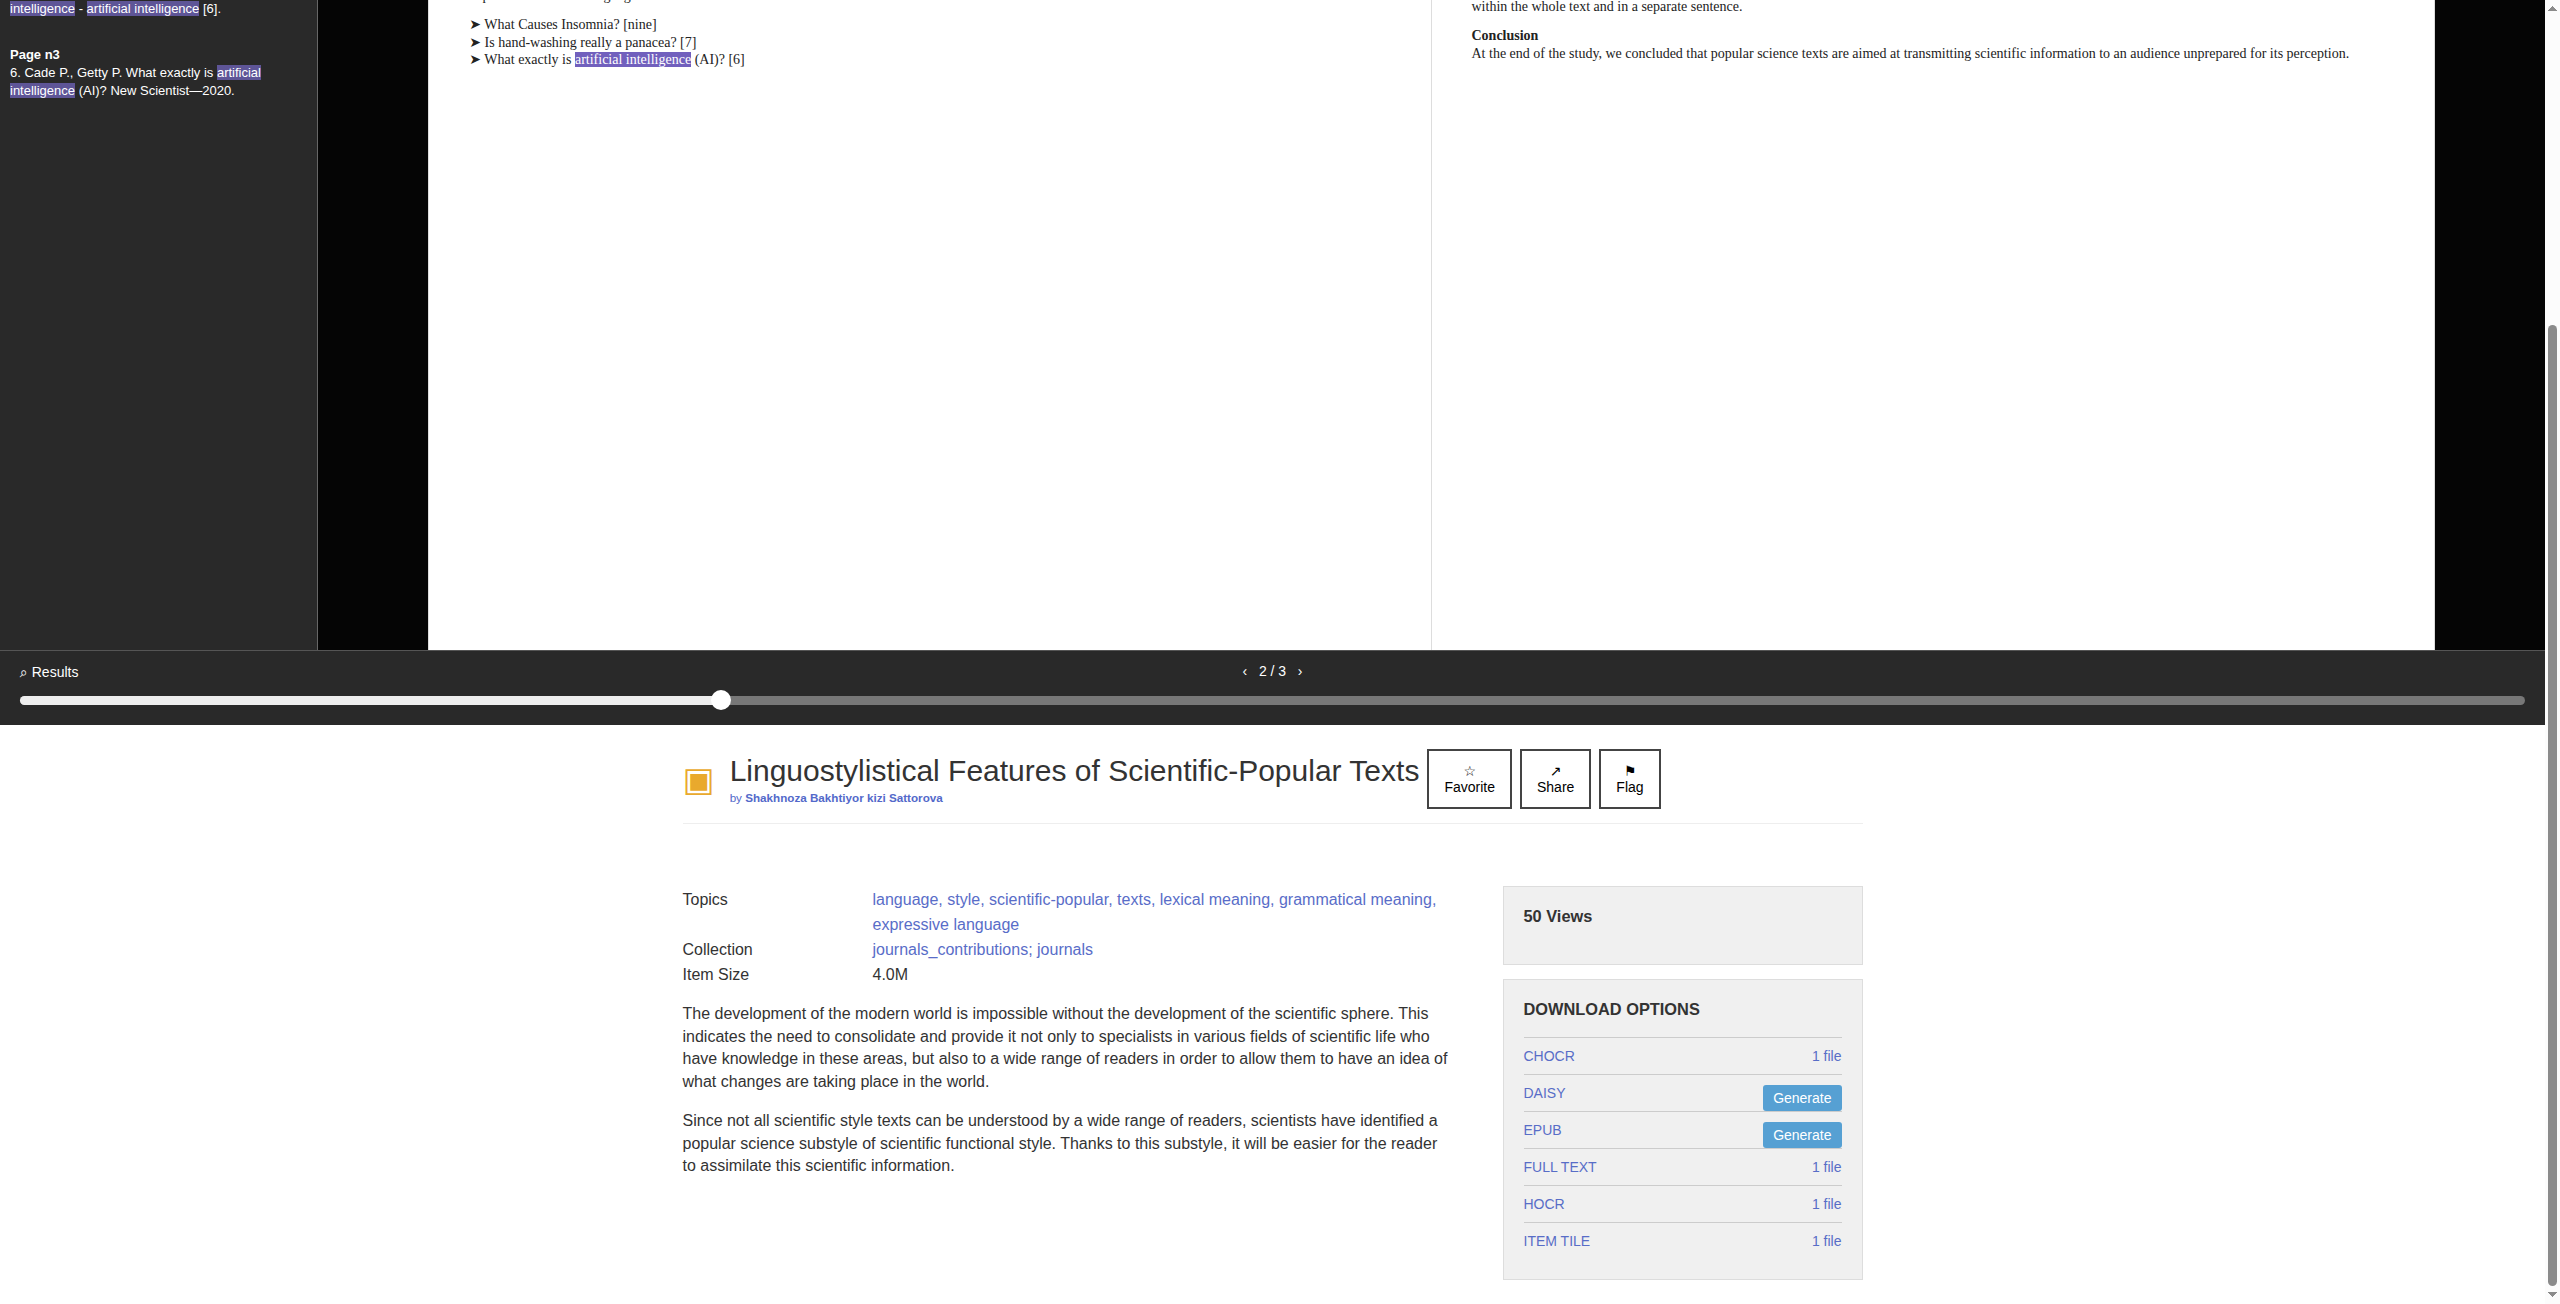 intelligence - artificial intelligence [6].
Page n3
6. Cade P., Getty P. What exactly is artificial
intelligence (AI)? New Scientist—2020.
➤ What Causes Insomnia? [nine]
➤ Is hand-washing really a panacea? [7]
➤ What exactly is artificial intelligence (AI)? [6]
within the whole text and in a separate sentence.
Conclusion
At the end of the study, we concluded that popular science texts are aimed at transmitting scientific information to an audience unprepared for its perception.
⌕ Results
‹ 2 / 3 ›
Linguostylistical Features of Scientific-Popular Texts
by Shakhnoza Bakhtiyor kizi Sattorova
☆
Favorite
↗
Share
⚑
Flag
Topics
language, style, scientific-popular, texts, lexical meaning, grammatical meaning,
expressive language
Collection
journals_contributions; journals
Item Size
4.0M
The development of the modern world is impossible without the development of the scientific sphere. This
indicates the need to consolidate and provide it not only to specialists in various fields of scientific life who
have knowledge in these areas, but also to a wide range of readers in order to allow them to have an idea of
what changes are taking place in the world.
Since not all scientific style texts can be understood by a wide range of readers, scientists have identified a
popular science substyle of scientific functional style. Thanks to this substyle, it will be easier for the reader
to assimilate this scientific information.
50 Views
DOWNLOAD OPTIONS
CHOCR 1 file
DAISY Generate
EPUB Generate
FULL TEXT 1 file
HOCR 1 file
ITEM TILE 1 file